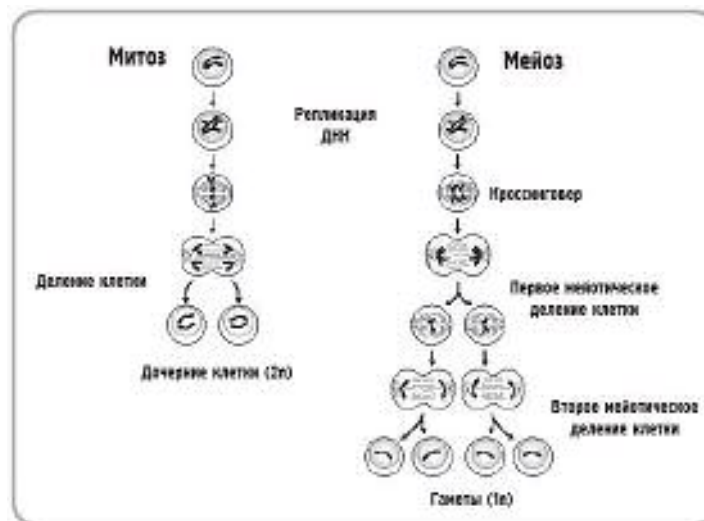 Митоз
Мейоз
Репликация
ДНН
Кроссинговер
Деление клетки
Первое мейотическое
деление клетки
Дочерние клетки (2n)
Второе мейотическое
деление клетки
Гаметы (1n)